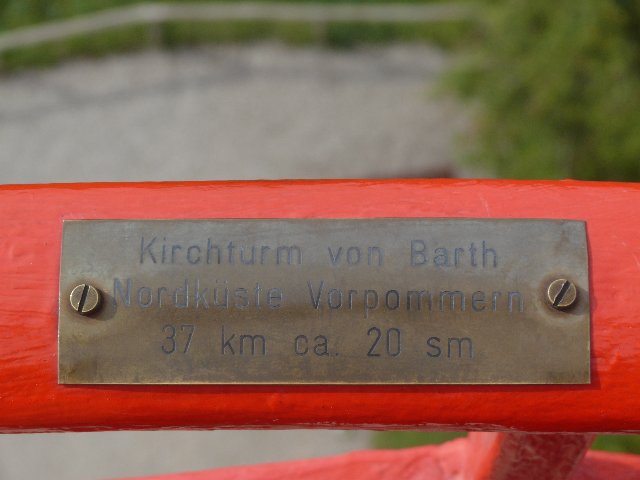 Kirchturm von Barth
Nordküste Vorpommern
37 km ca. 20 sm